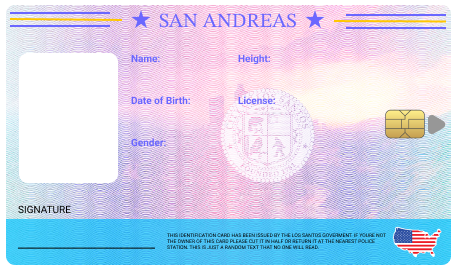 SAN ANDREAS
Name: Height:
Date of Birth: License:
Gender:
LOS SANTOS
SIGNATURE
THIS IDENTIFICATION CARD HAS BEEN ISSUED BY THE LOS SANTOS GOVERMENT. IF YOU'RE NOT
THE OWNER OF THIS CARD PLEASE CUT IT IN HALF OR RETURN IT AT THE NEAREST POLICE
STATION. THIS IS JUST A RANDOM TEXT THAT NO ONE WILL READ